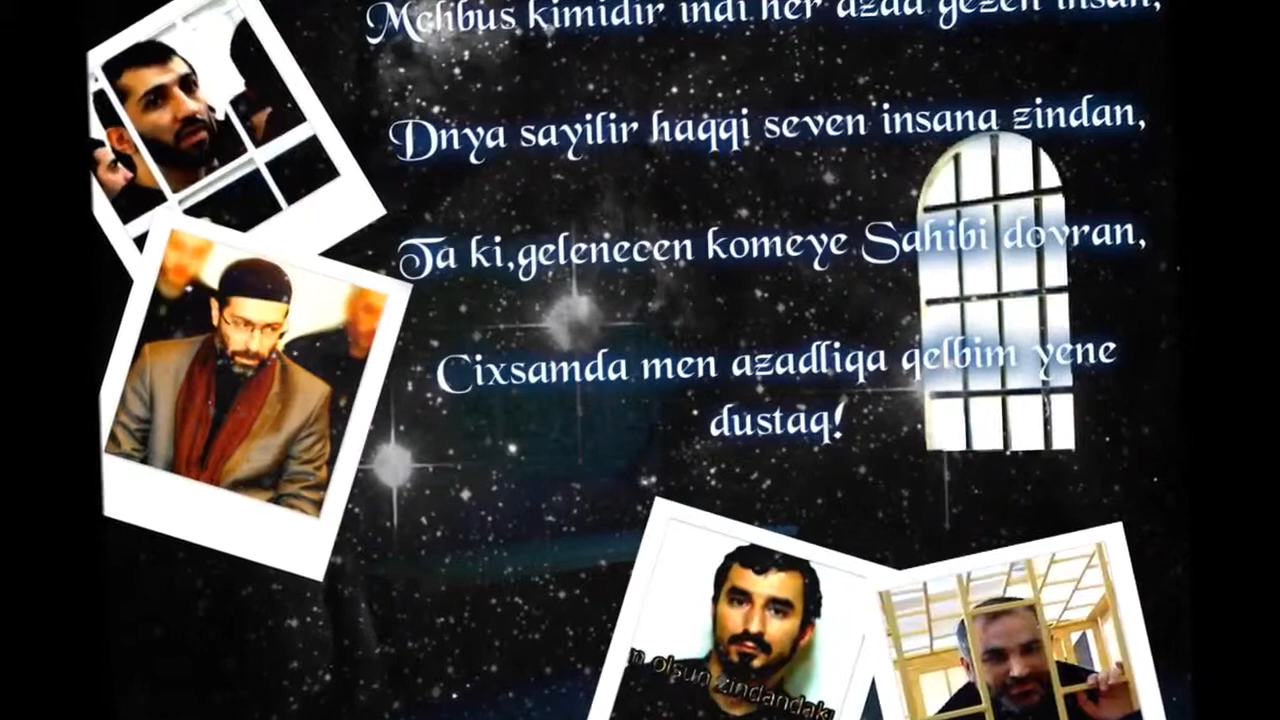 Mehbus kimidir indi her azad gezen insan,
Dnya sayilir haqqi seven insana zindan,
Ta ki,gelenecen komeye Sahibi dovran,
Cixsamda men azadliqa qelbim yene
dustaq!
n olsun zindandaki